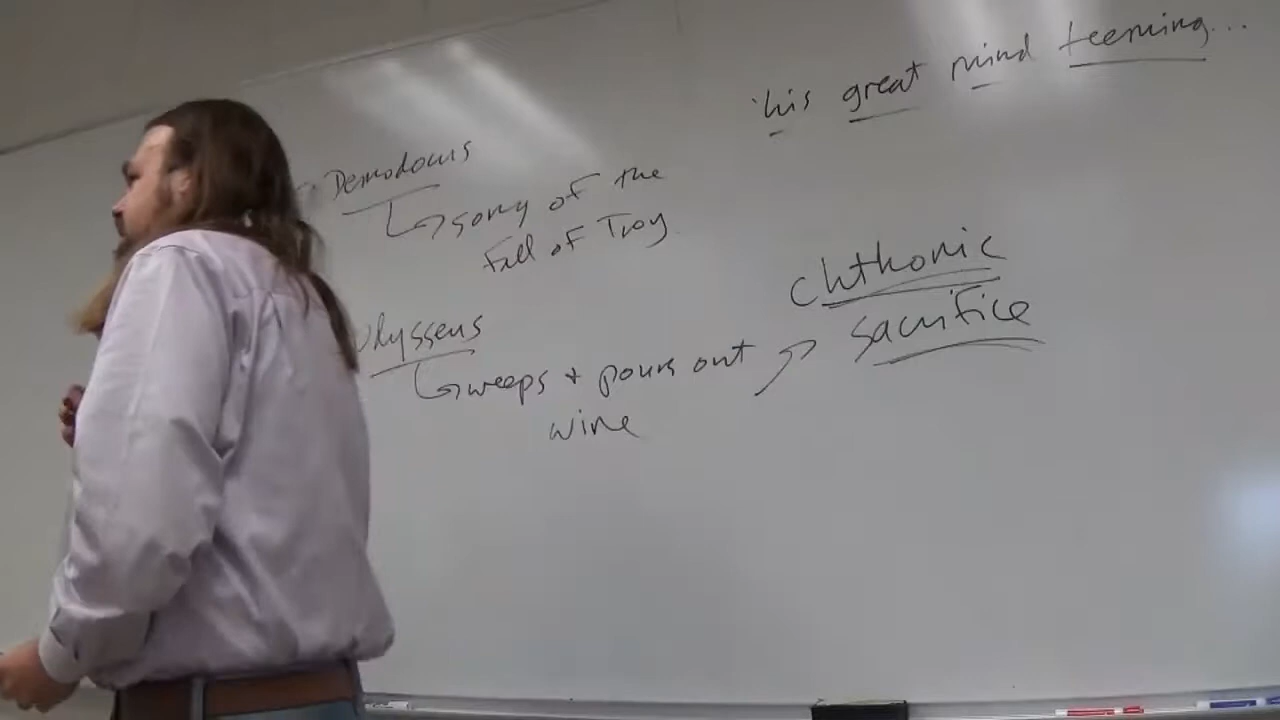 'his great mind teeming...
Demodocus
song of the
fall of Troy
Odysseus
weeps + pours out
wine
chthonic
sacrifice